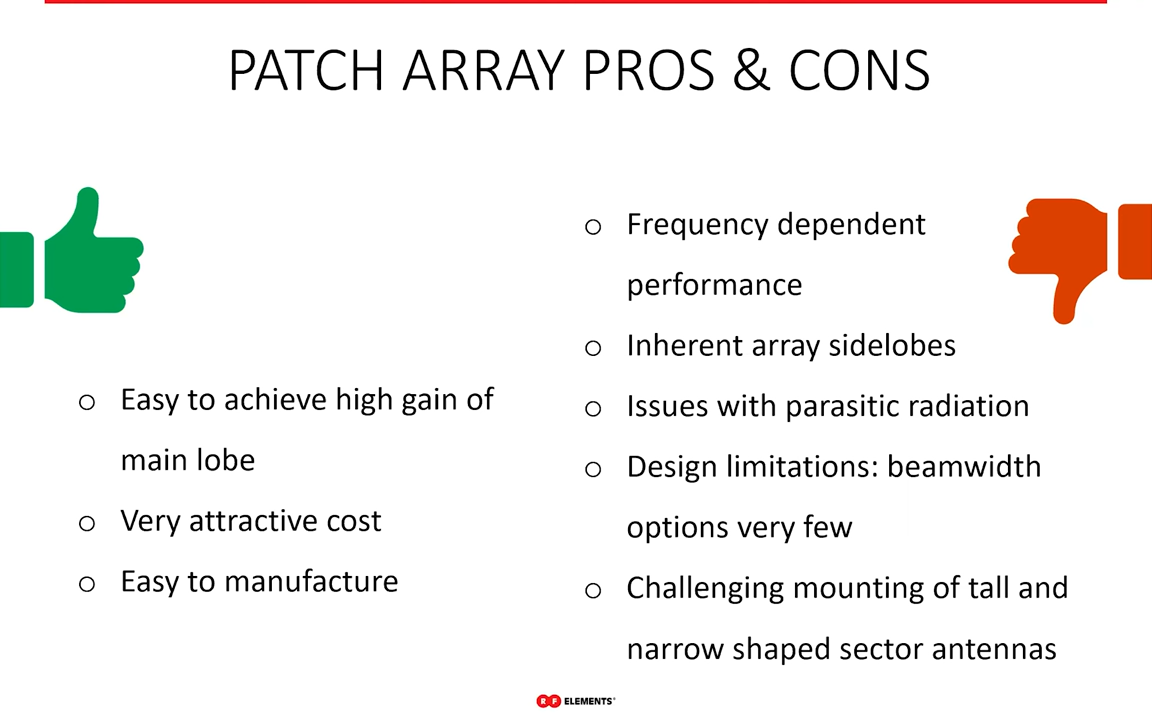 PATCH ARRAY PROS & CONS
o Easy to achieve high gain of
main lobe
o Very attractive cost
o Easy to manufacture
o Frequency dependent
performance
o Inherent array sidelobes
o Issues with parasitic radiation
o Design limitations: beamwidth
options very few
o Challenging mounting of tall and
narrow shaped sector antennas
RF ELEMENTS